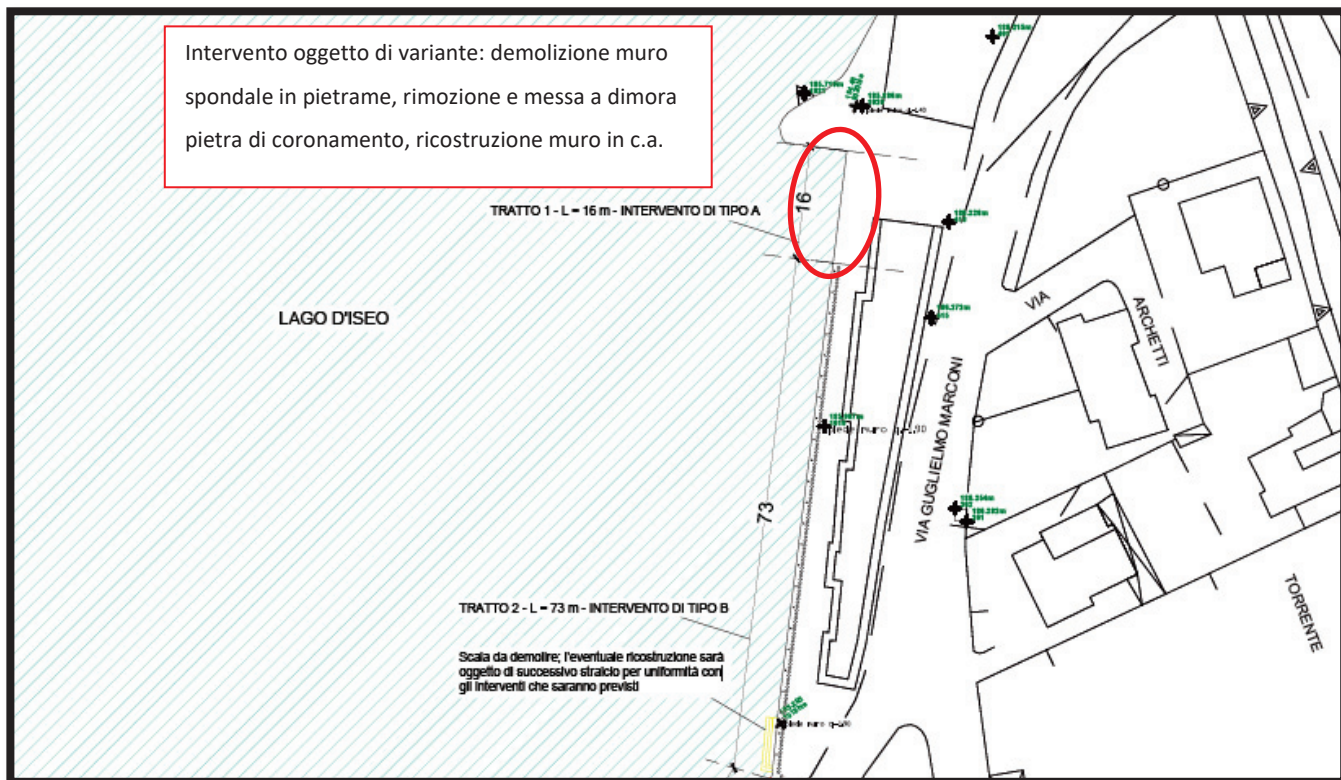 Intervento oggetto di variante: demolizione muro
spondale in pietrame, rimozione e messa a dimora
pietra di coronamento, ricostruzione muro in c.a.
TRATTO 1 - L = 16 m - INTERVENTO DI TIPO A
16
LAGO D'ISEO
VIA
ARCHETTI
VIA GUGLIELMO MARCONI
73
TRATTO 2 - L = 73 m - INTERVENTO DI TIPO B
Scala da demolire; l'eventuale ricostruzione sarà
oggetto di successivo stralcio per uniformità con
gli interventi che saranno previsti
TORRENTE